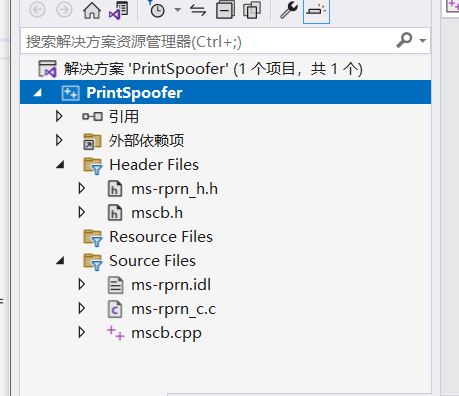 搜索解决方案资源管理器(Ctrl+;)
解决方案 'PrintSpoofer' (1 个项目，共 1 个)
PrintSpoofer
引用
外部依赖项
Header Files
ms-rprn_h.h
mscb.h
Resource Files
Source Files
ms-rprn.idl
ms-rprn_c.c
mscb.cpp